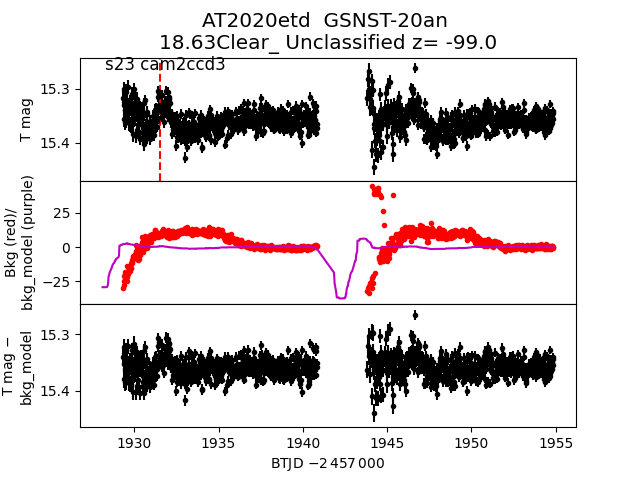 AT2020etd  GSNST-20an
18.63Clear_ Unclassified z= -99.0
s23 cam2ccd3
15.3
15.4
T mag
25
0
−25
Bkg (red)/
bkg_model (purple)
15.3
15.4
T mag −
bkg_model
1930 1935 1940 1945 1950 1955
BTJD −2 457 000